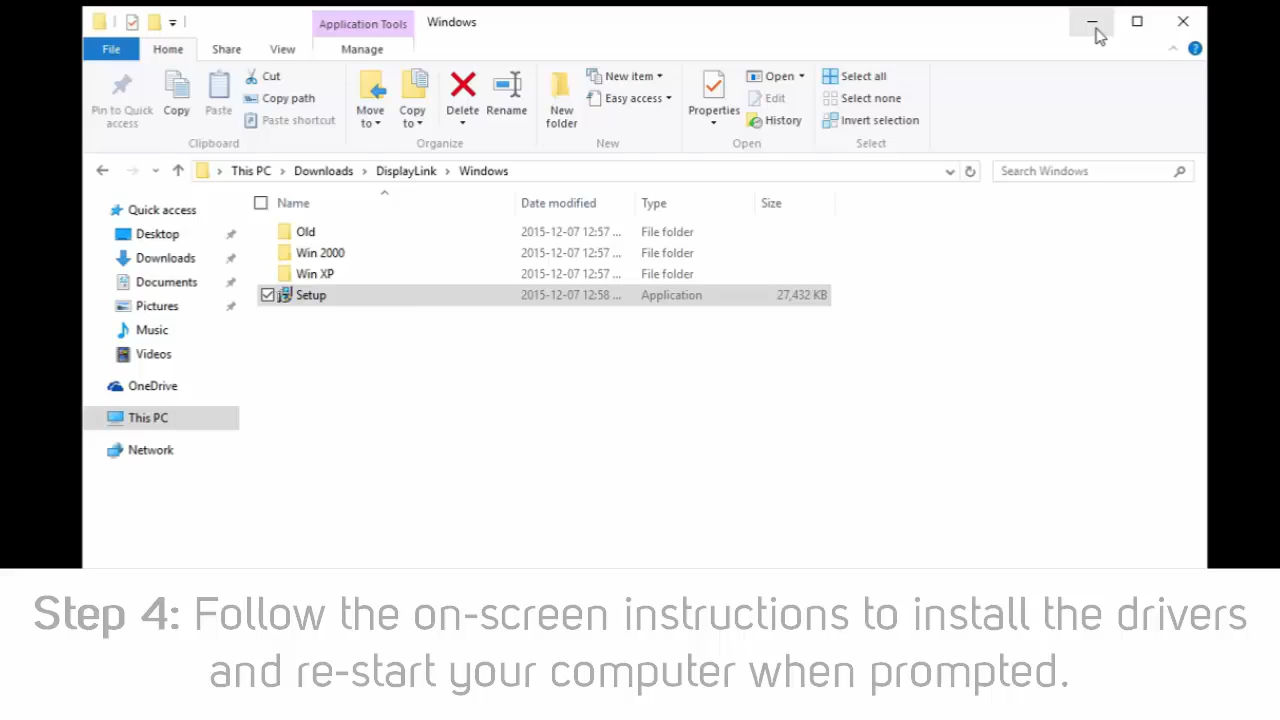 Application Tools Windows
File Home Share View Manage
Pin to Quick access
Copy
Paste
Cut
Copy path
Paste shortcut
Clipboard
Move to
Copy to
Delete
Rename
Organize
New folder
New item
Easy access
New
Properties
Open
Edit
History
Open
Select all
Select none
Invert selection
Select
This PC Downloads DisplayLink Windows
Search Windows
Quick access
Desktop
Downloads
Documents
Pictures
Music
Videos
OneDrive
This PC
Network
Name Date modified Type Size
Old 2015-12-07 12:57 ... File folder
Win 2000 2015-12-07 12:57 ... File folder
Win XP 2015-12-07 12:57 ... File folder
Setup 2015-12-07 12:58 ... Application 27,432 KB
Step 4: Follow the on-screen instructions to install the drivers
and re-start your computer when prompted.